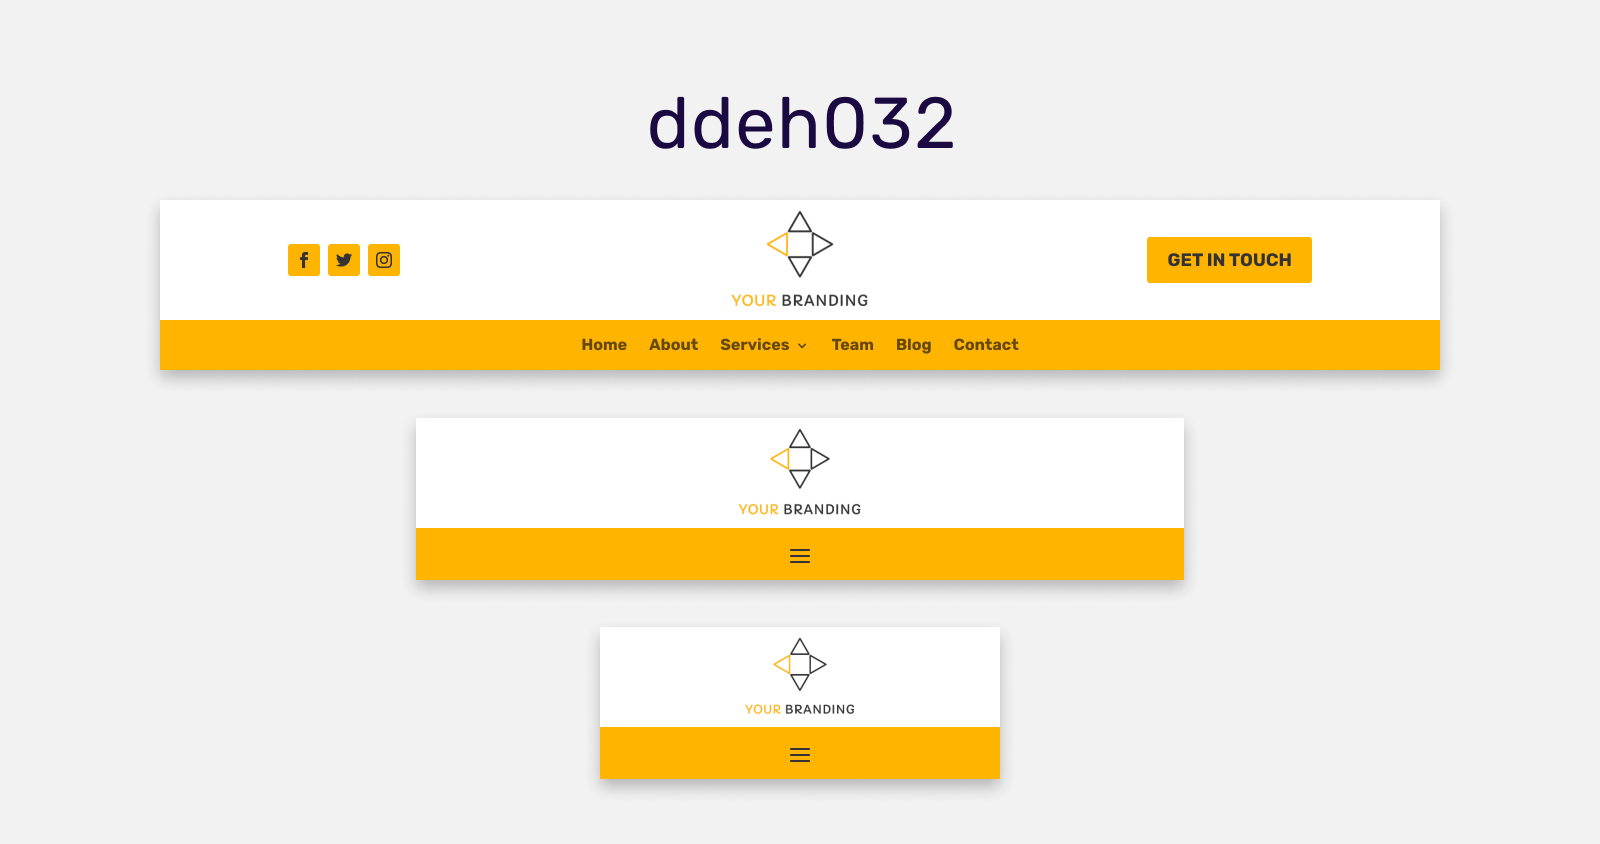 ddeh032
YOUR BRANDING
GET IN TOUCH
Home About Services Team Blog Contact
YOUR BRANDING
YOUR BRANDING